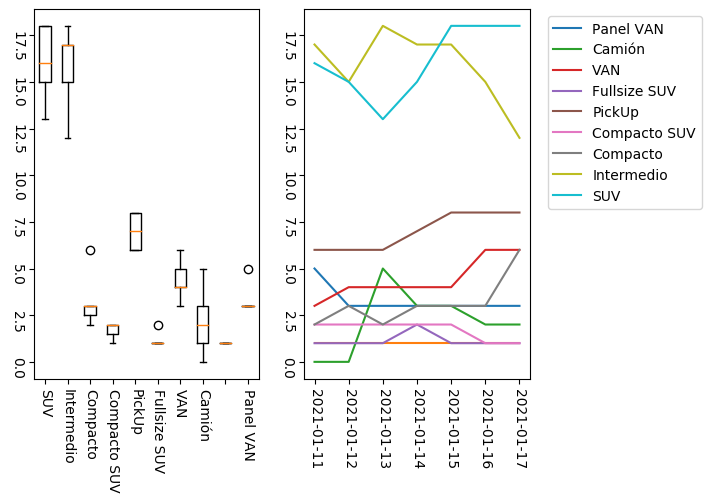 17.5
15.0
12.5
10.0
7.5
5.0
2.5
0.0
SUV
Intermedio
Compacto
Compacto SUV
PickUp
Fullsize SUV
VAN
Camión
Panel VAN
17.5
15.0
12.5
10.0
7.5
5.0
2.5
0.0
2021-01-11
2021-01-12
2021-01-13
2021-01-14
2021-01-15
2021-01-16
2021-01-17
Panel VAN
Camión
VAN
Fullsize SUV
PickUp
Compacto SUV
Compacto
Intermedio
SUV